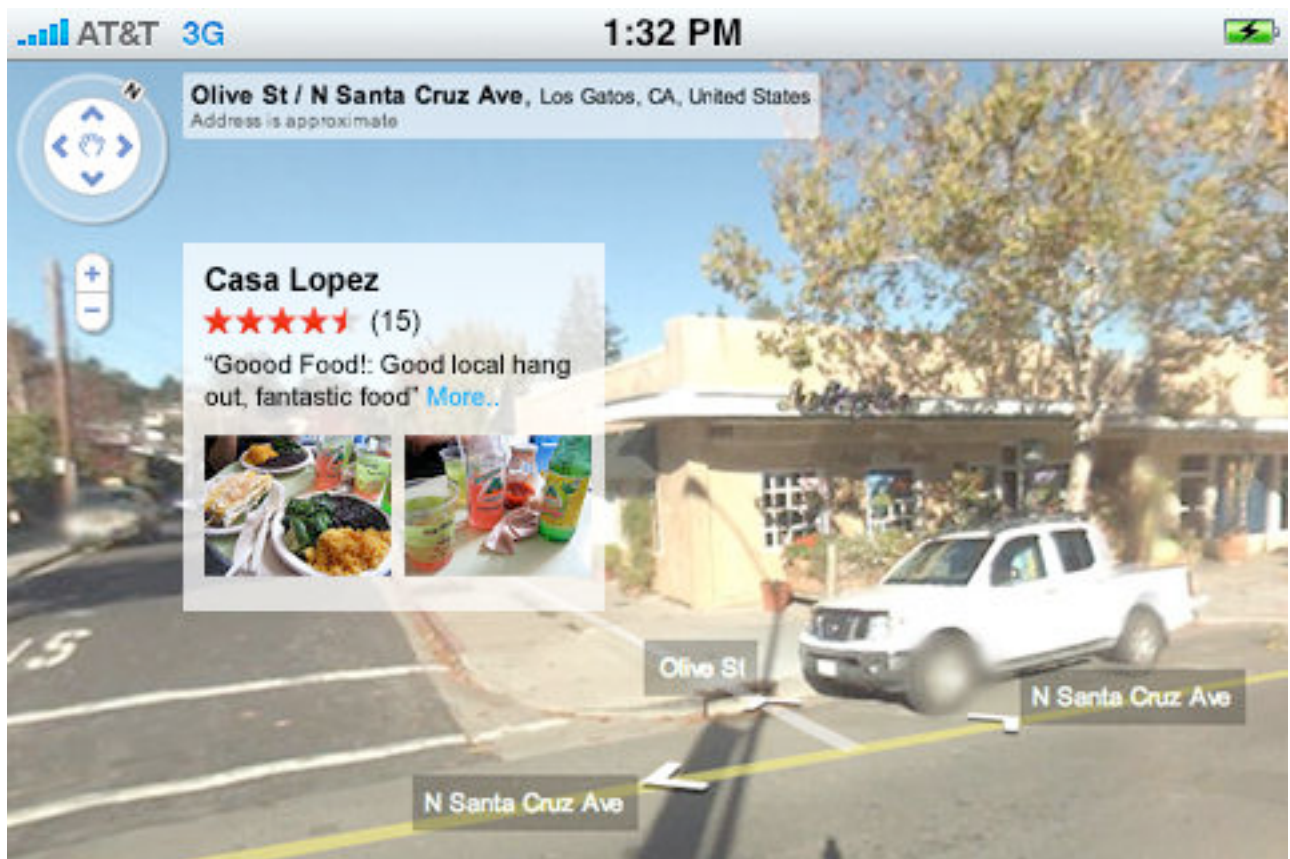 AT&T 3G 1:32 PM
N
Olive St / N Santa Cruz Ave, Los Gatos, CA, United States
Address is approximate
Casa Lopez
(15)
“Goood Food!: Good local hang
out, fantastic food” More..
Olive St
N Santa Cruz Ave
N Santa Cruz Ave